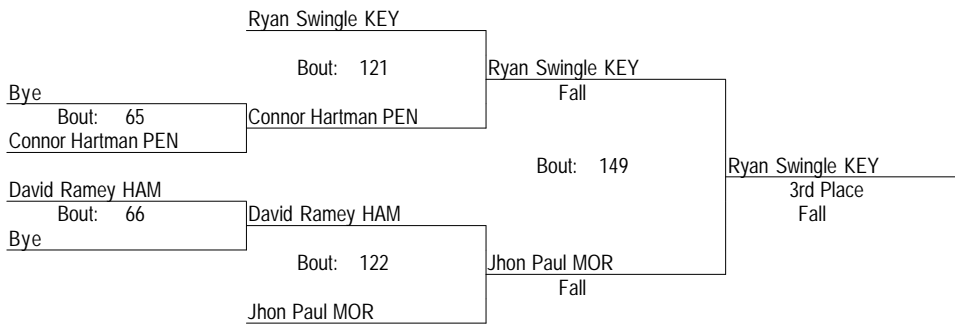 Ryan Swingle KEY
Bout: 121
Ryan Swingle KEY
Bye
Fall
Bout: 65
Connor Hartman PEN
Connor Hartman PEN
Bout: 149
Ryan Swingle KEY
David Ramey HAM
3rd Place
Bout: 66
David Ramey HAM
Fall
Bye
Bout: 122
Jhon Paul MOR
Fall
Jhon Paul MOR